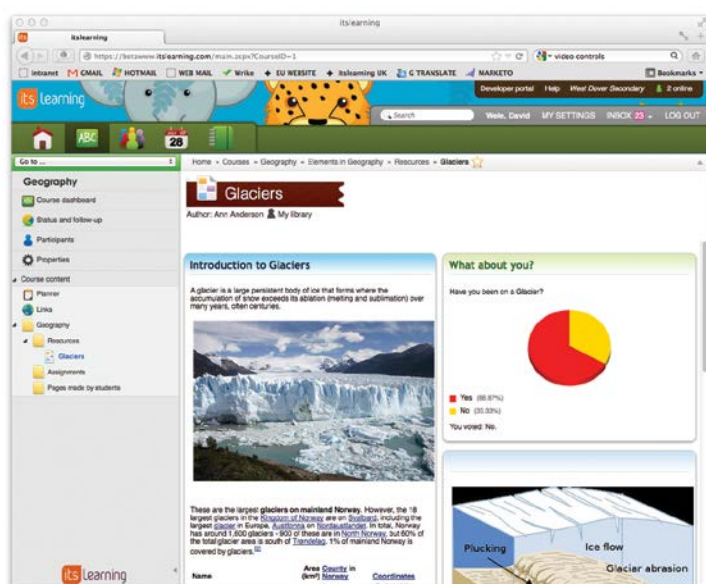 itslearning
itslearning
https://betawww.itslearning.com/main.aspx?CourseID=1
video controls
Intranet GMAIL HOTMAIL WEB MAIL Wrike EU WEBSITE itslearning UK G TRANSLATE MARKETO Bookmarks
its learning
Developer portal Help West Dover Secondary 2 online
Search Wele, David MY SETTINGS INBOX 23 LOG OUT
ABC
JULY
28
Go to ...
Home » Courses » Geography » Elements in Geography » Resources » Glaciers
Geography
Course dashboard
Status and follow-up
Participants
Properties
Course content
Planner
Links
Geography
Resources
Glaciers
Assignments
Pages made by students
its learning
Glaciers
Author: Ann Anderson My library
Introduction to Glaciers
A glacier is a large persistent body of ice that forms where the
accumulation of snow exceeds its ablation (melting and sublimation) over
many years, often centuries.
These are the largest glaciers on mainland Norway. However, the 18
largest glaciers in the Kingdom of Norway are on Svalbard, including the
largest glacier in Europe, Austfonna on Nordaustlandet. In total, Norway
has around 1,600 glaciers - 900 of these are in North Norway, but 60% of
the total glacier area is south of Trøndelag. 1% of mainland Norway is
covered by glaciers.
Name Area (km²) County in Norway Coordinates
What about you?
Have you been on a Glacier?
Yes (66.67%)
No (33.33%)
You voted: No.
Plucking
Ice flow
Glacier abrasion